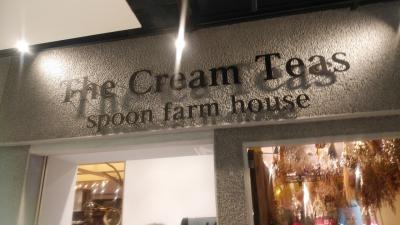 The Cream Teas
spoon farm house